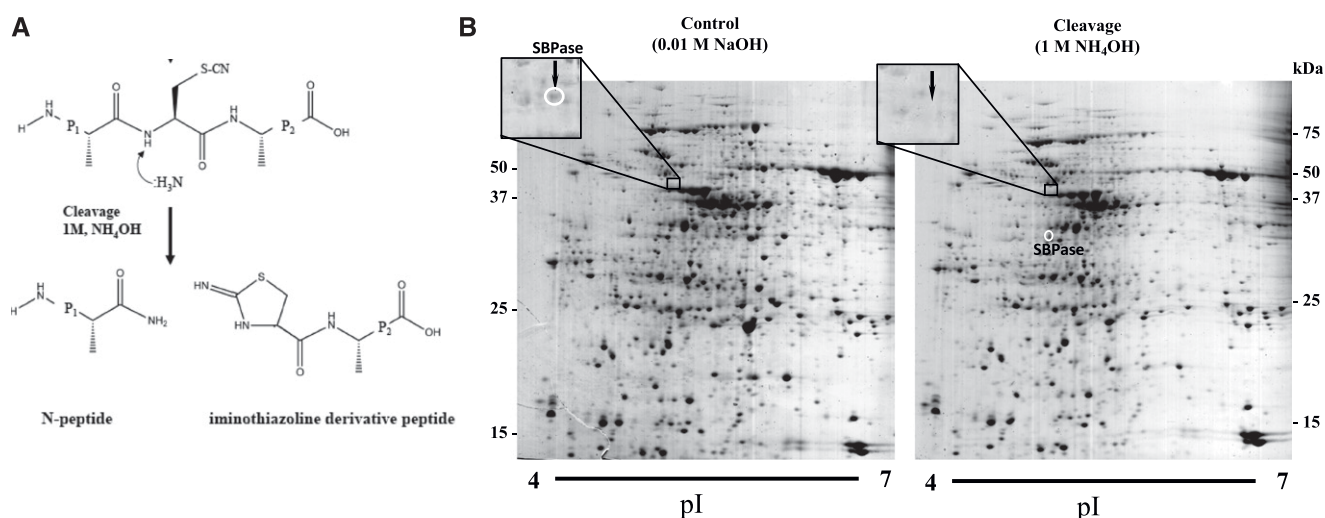 A
S-CN
O
H
N
H
P1
N
H
O
H
N
P2
O
OH
:H3N
Cleavage
1M, NH4OH
H
N
H
P1
O
NH2
HN
S
HN
O
H
N
P2
O
OH
N-peptide
iminothiazoline derivative peptide
B
Control
(0.01 M NaOH)
Cleavage
(1 M NH4OH)
SBPase
kDa
50
37
25
15
75
50
37
25
15
SBPase
4
7
pI
4
7
pI